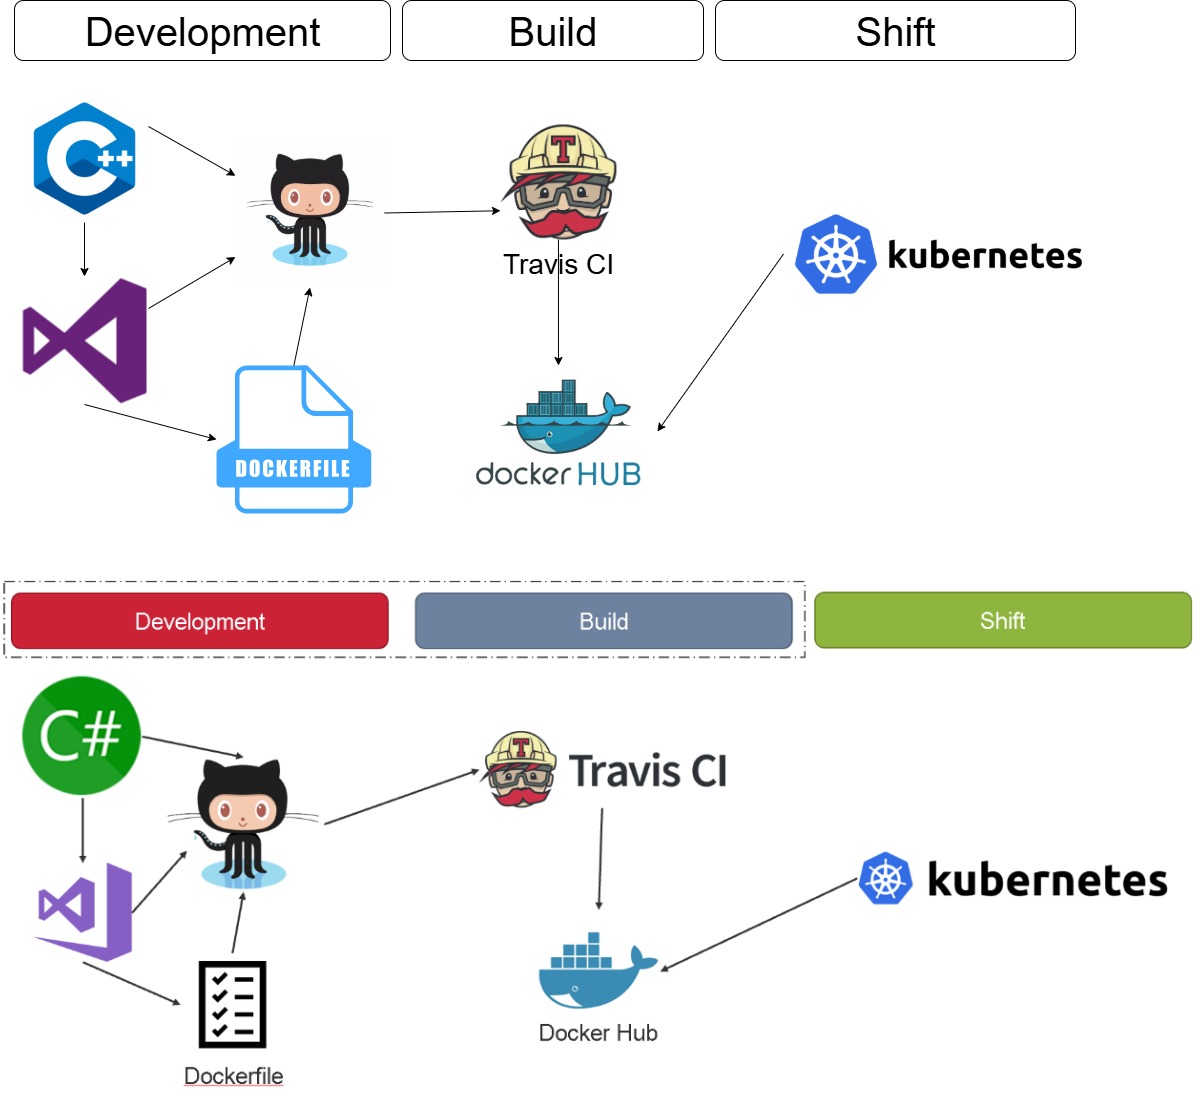 Development
Build
Shift
C++
T
Travis CI
kubernetes
DOCKERFILE
docker HUB
Development
Build
Shift
C#
T
Travis CI
kubernetes
Docker Hub
Dockerfile